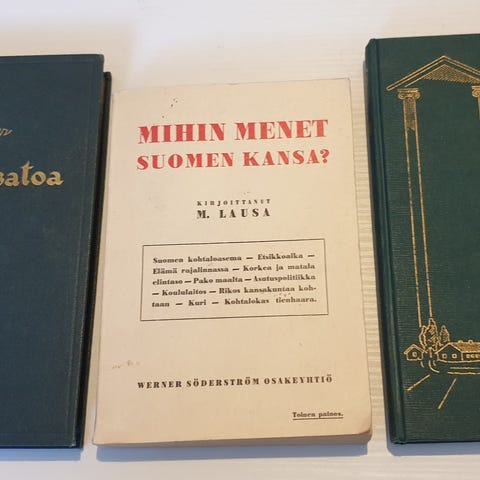 MIHIN MENET
SUOMEN KANSA?
KIRJOITTANUT
M. LAUSA
Suomen kohtaloasema — Etsikkoaika —
Elämä rajalinnassa — Korkea ja matala
elintaso — Pako maalta — Asutuspolitiikka
— Koululaitos — Rikos kansakuntaa koh-
taan — Kuri — Kohtalokas tienhaara.
WERNER SÖDERSTRÖM OSAKEYHTIÖ
Toinen painos.